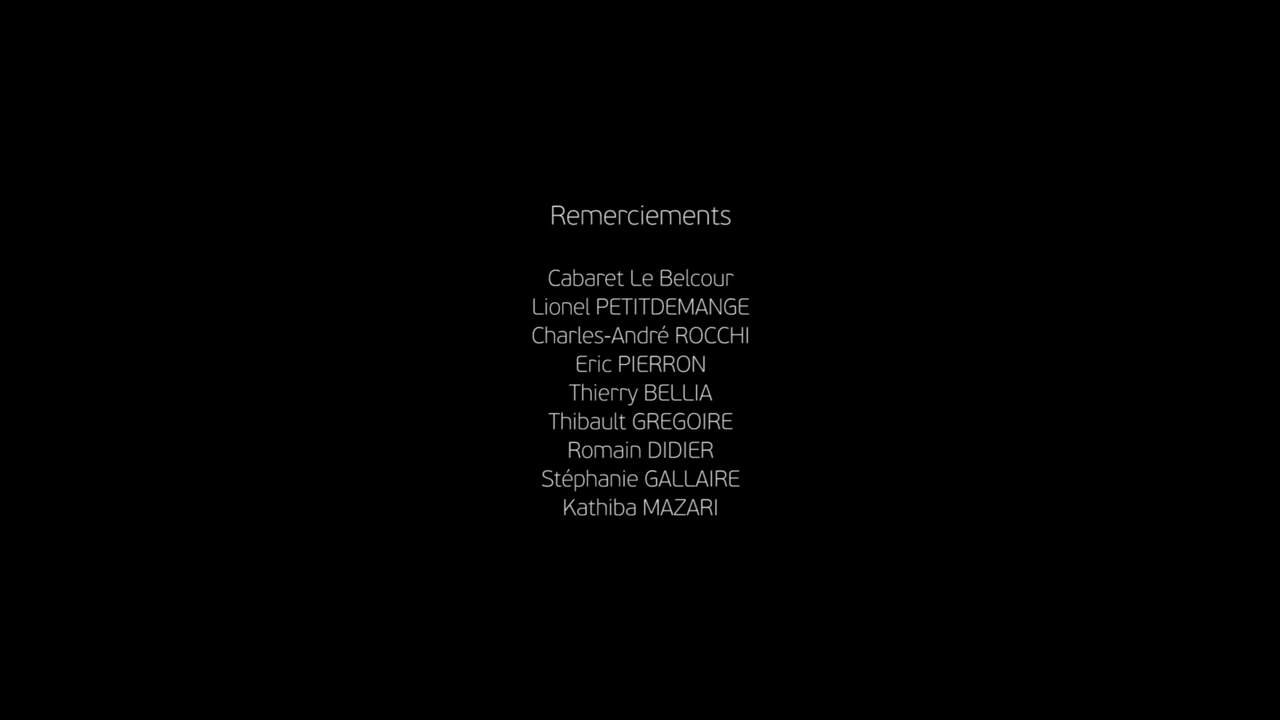 Remerciements
Cabaret Le Belcour
Lionel PETITDEMANGE
Charles-André ROCCHI
Eric PIERRON
Thierry BELLIA
Thibault GREGOIRE
Romain DIDIER
Stéphanie GALLAIRE
Kathiba MAZARI